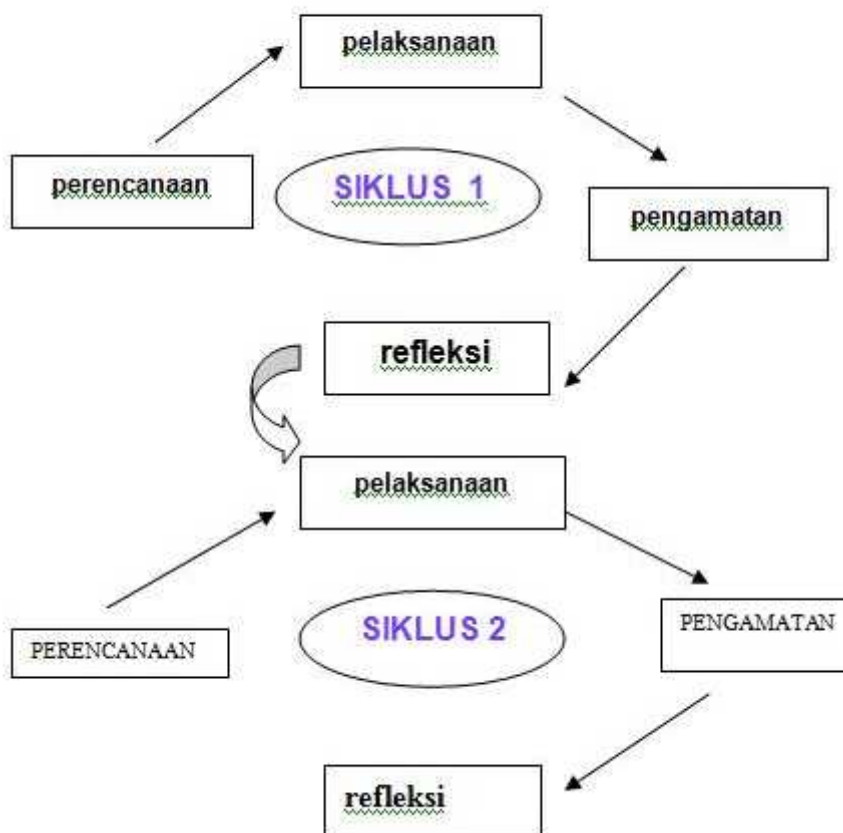 pelaksanaan
perencanaan
SIKLUS 1
pengamatan
refleksi
pelaksanaan
PERENCANAAN
SIKLUS 2
PENGAMATAN
refleksi